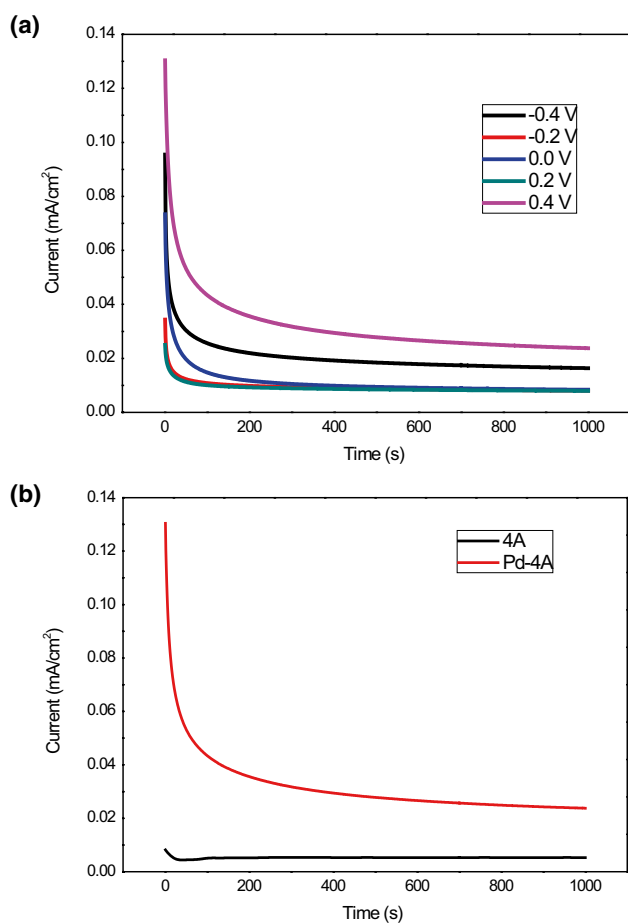 (a)
0.14
0.12
0.10
0.08
0.06
0.04
0.02
0.00
Current (mA/cm²)
-0.4 V
-0.2 V
0.0 V
0.2 V
0.4 V
0 200 400 600 800 1000
Time (s)
(b)
0.14
0.12
0.10
0.08
0.06
0.04
0.02
0.00
Current (mA/cm²)
4A
Pd-4A
0 200 400 600 800 1000
Time (s)